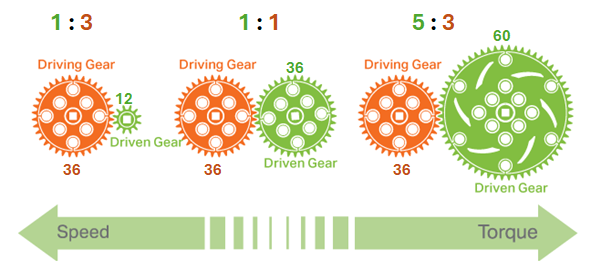 1 : 3
1 : 1
5 : 3
Driving Gear
12
Driven Gear
36
Driving Gear
36
Driven Gear
36
Driving Gear
60
Driven Gear
36
Speed
Torque